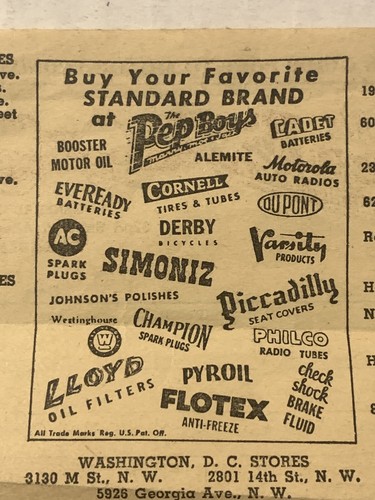 Buy Your Favorite
STANDARD BRAND
at The Pep Boys
BOOSTER
MOTOR OIL
ALEMITE
CADET
BATTERIES
Motorola
AUTO RADIOS
EVEREADY
BATTERIES
CORNELL
TIRES & TUBES
DU PONT
AC
SPARK
PLUGS
DERBY
BICYCLES
Varsity
PRODUCTS
SIMONIZ
JOHNSON'S POLISHES
Piccadilly
SEAT COVERS
Westinghouse
W
CHAMPION
SPARK PLUGS
PHILCO
RADIO TUBES
LLOYD
OIL FILTERS
PYROIL
check
shock
BRAKE
FLUID
FLOTEX
ANTI-FREEZE
All Trade Marks Reg. U.S. Pat. Off.
WASHINGTON, D. C. STORES
3130 M St., N. W. 2801 14th St., N. W.
5926 Georgia Ave., N. W.